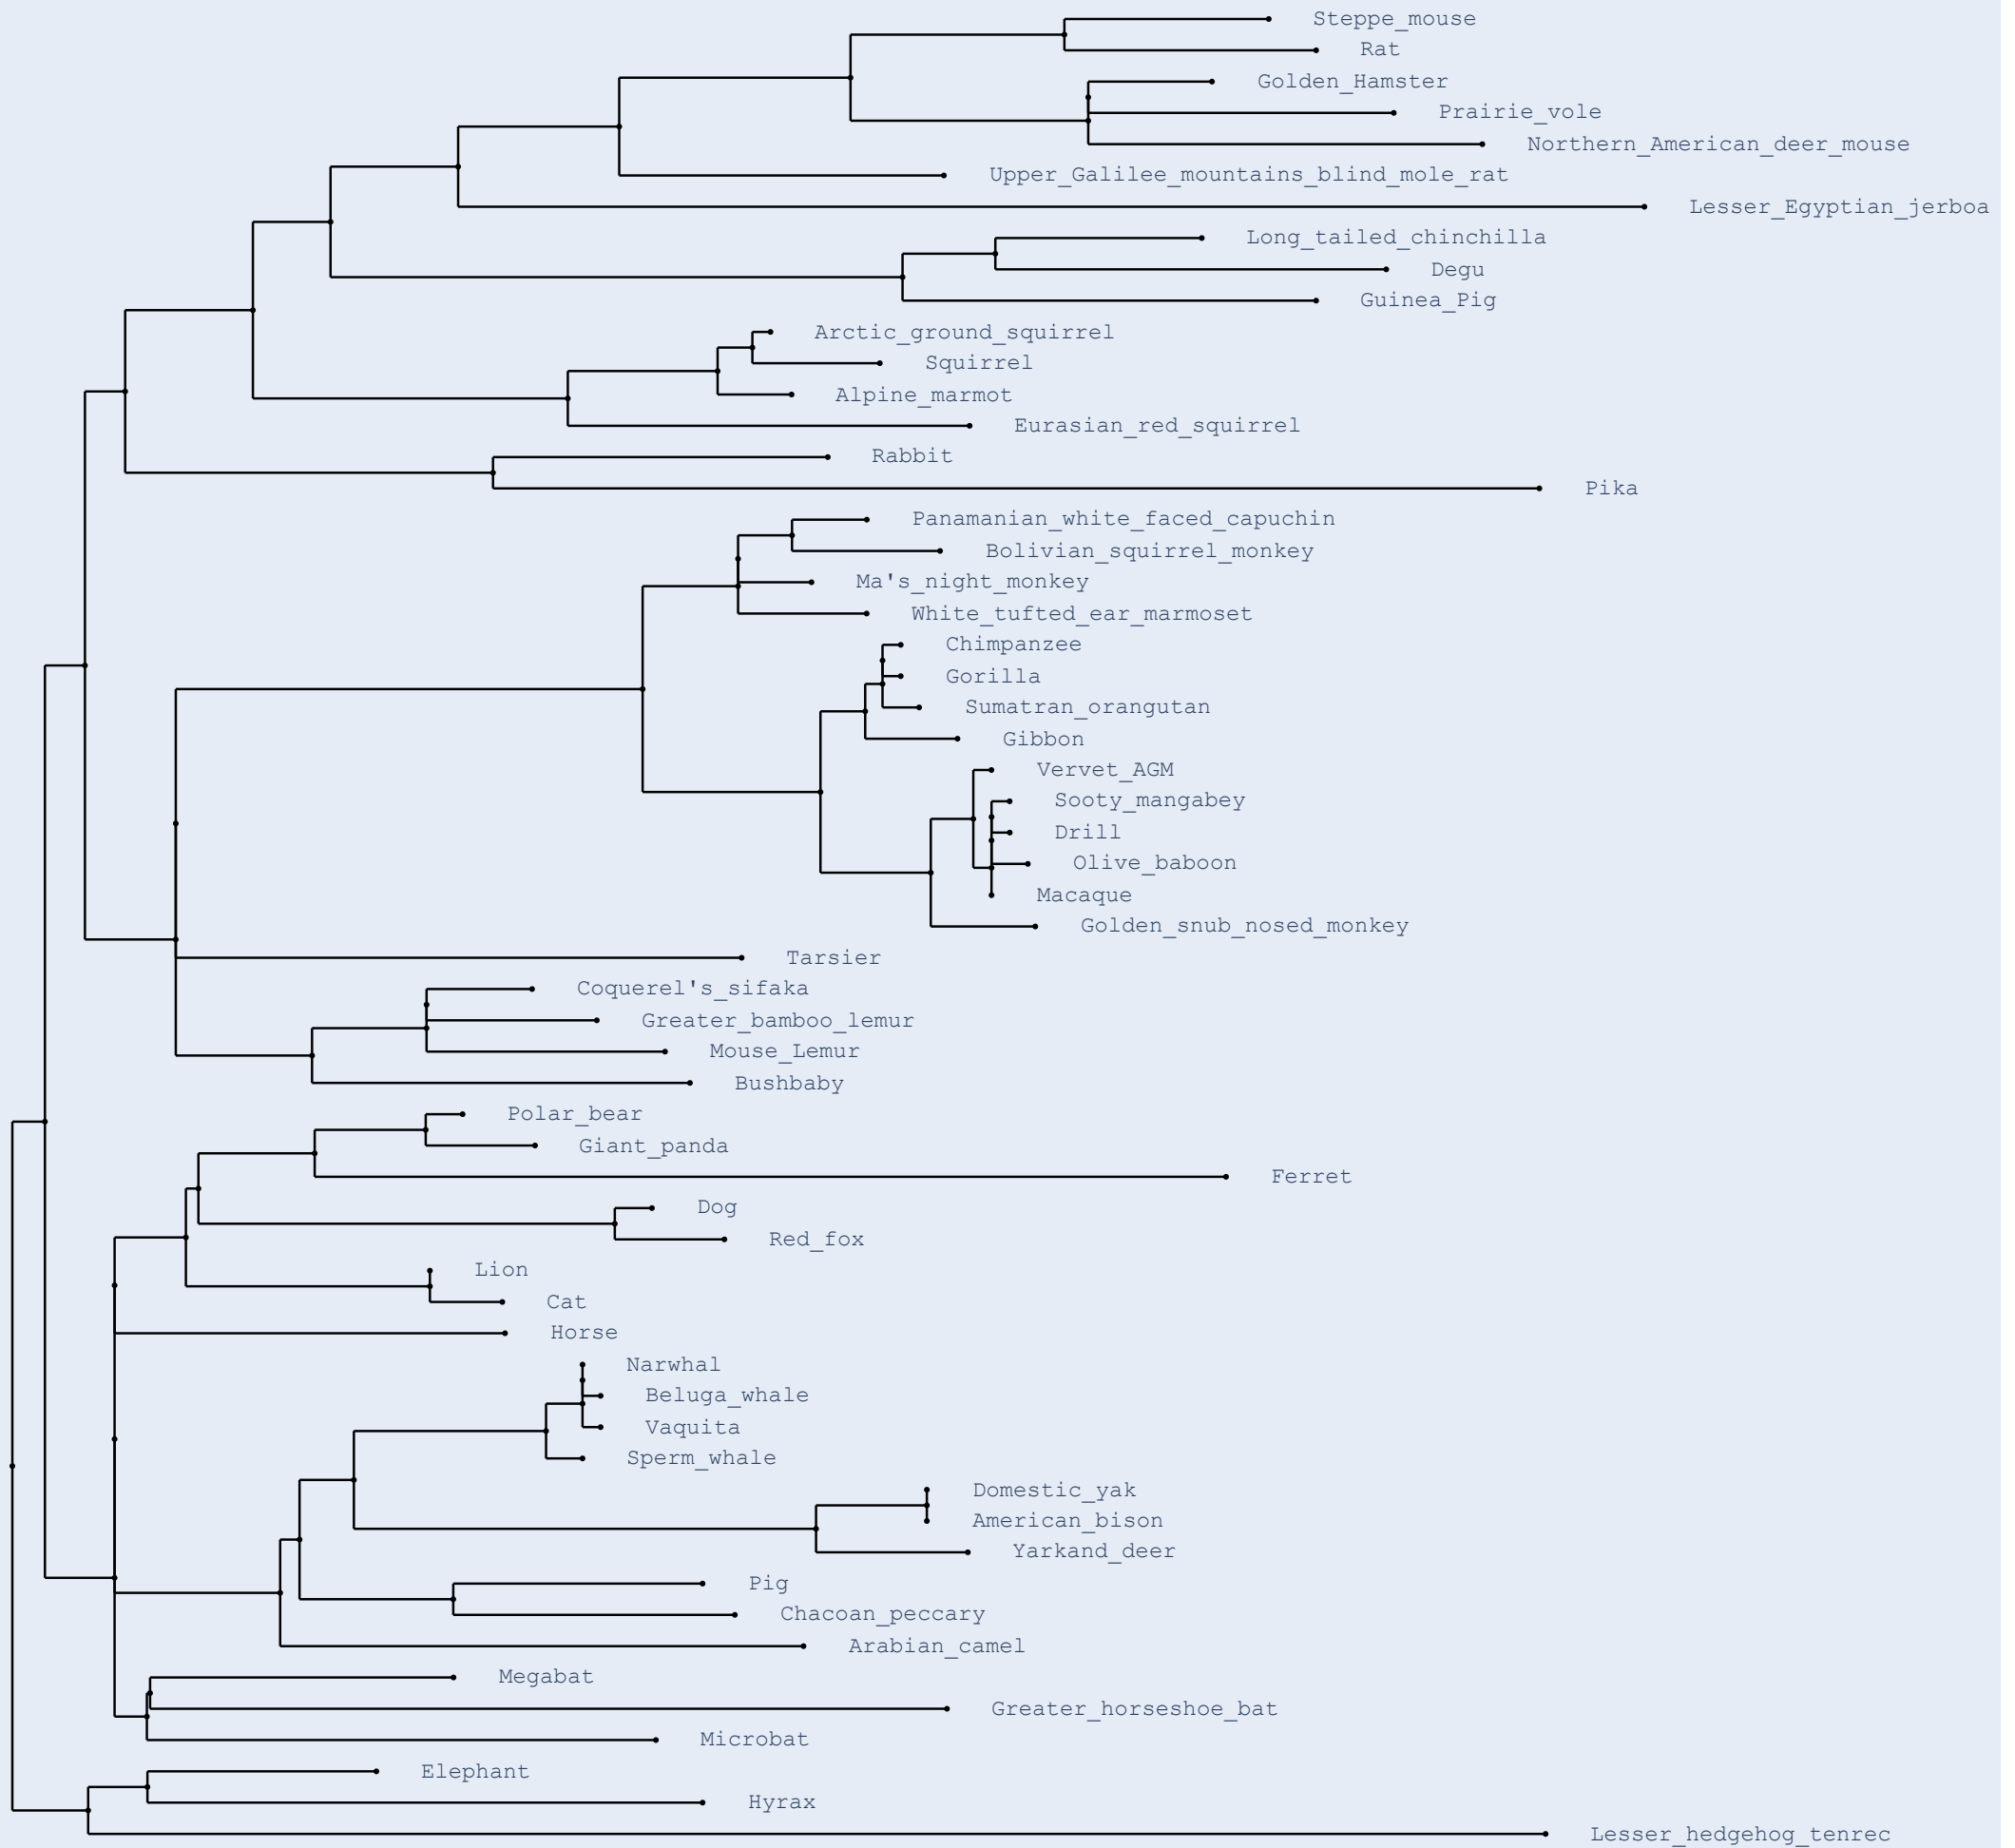 Steppe_mouse
Rat
Golden_Hamster
Prairie_vole
Northern_American_deer_mouse
Upper_Galilee_mountains_blind_mole_rat
Lesser_Egyptian_jerboa
Long_tailed_chinchilla
Degu
Guinea_Pig
Arctic_ground_squirrel
Squirrel
Alpine_marmot
Eurasian_red_squirrel
Rabbit
Pika
Panamanian_white_faced_capuchin
Bolivian_squirrel_monkey
Ma's_night_monkey
White_tufted_ear_marmoset
Chimpanzee
Gorilla
Sumatran_orangutan
Gibbon
Vervet_AGM
Sooty_mangabey
Drill
Olive_baboon
Macaque
Golden_snub_nosed_monkey
Tarsier
Coquerel's_sifaka
Greater_bamboo_lemur
Mouse_Lemur
Bushbaby
Polar_bear
Giant_panda
Ferret
Dog
Red_fox
Lion
Cat
Horse
Narwhal
Beluga_whale
Vaquita
Sperm_whale
Domestic_yak
American_bison
Yarkand_deer
Pig
Chacoan_peccary
Arabian_camel
Megabat
Greater_horseshoe_bat
Microbat
Elephant
Hyrax
Lesser_hedgehog_tenrec